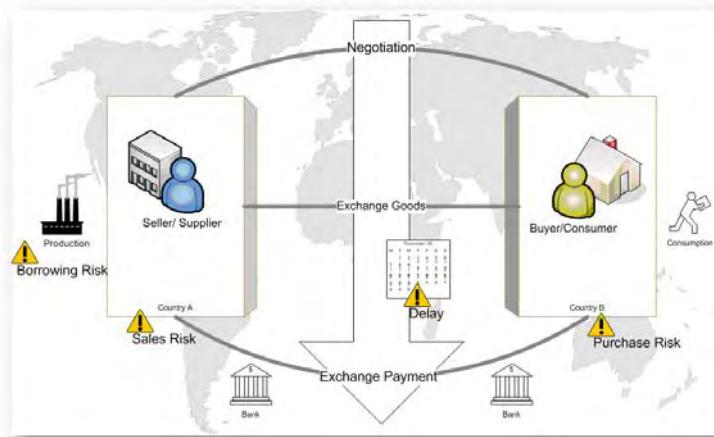 Negotiation
Seller/ Supplier
Exchange Goods
Buyer/Consumer
Production
Consumption
Borrowing Risk
Country A
Delay
Country B
Sales Risk
Purchase Risk
Exchange Payment
$
Bank
$
Bank